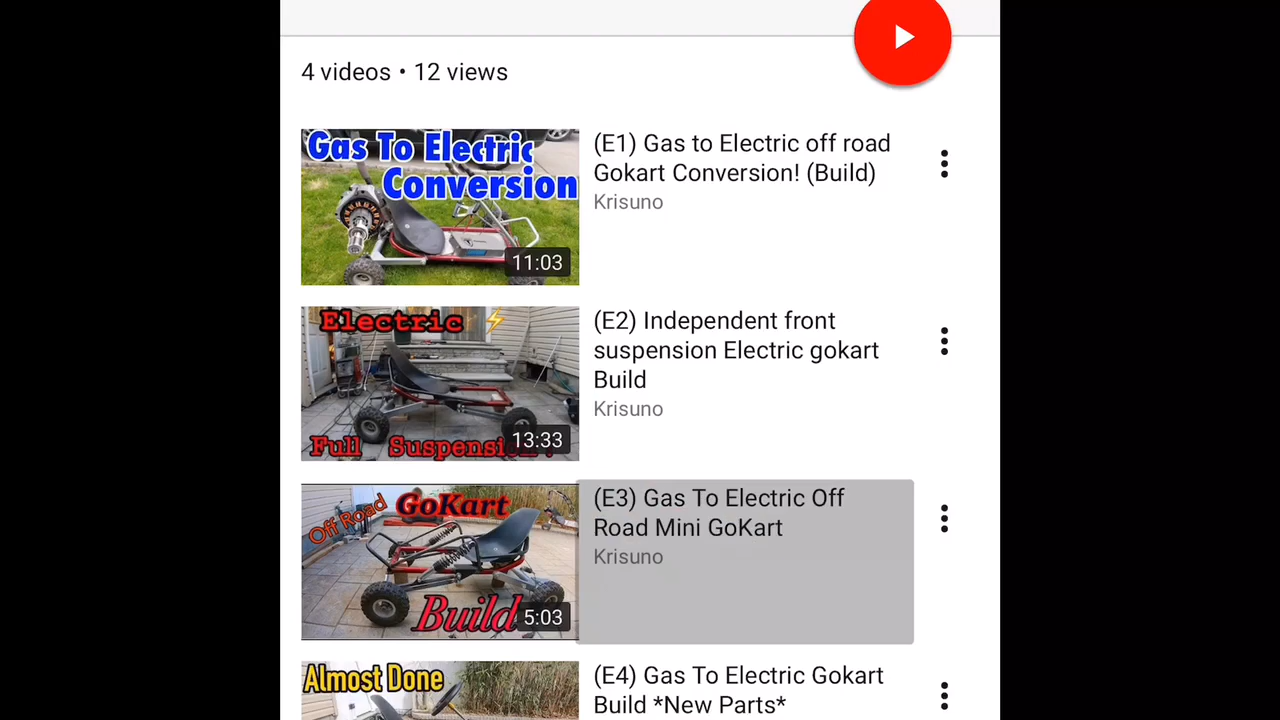 4 videos • 12 views
Gas To Electric
Conversion
11:03
(E1) Gas to Electric off road
Gokart Conversion! (Build)
Krisuno
Electric ⚡
Full Suspensi
13:33
(E2) Independent front
suspension Electric gokart
Build
Krisuno
Off Road
GoKart
Build
5:03
(E3) Gas To Electric Off
Road Mini GoKart
Krisuno
Almost Done
(E4) Gas To Electric Gokart
Build *New Parts*